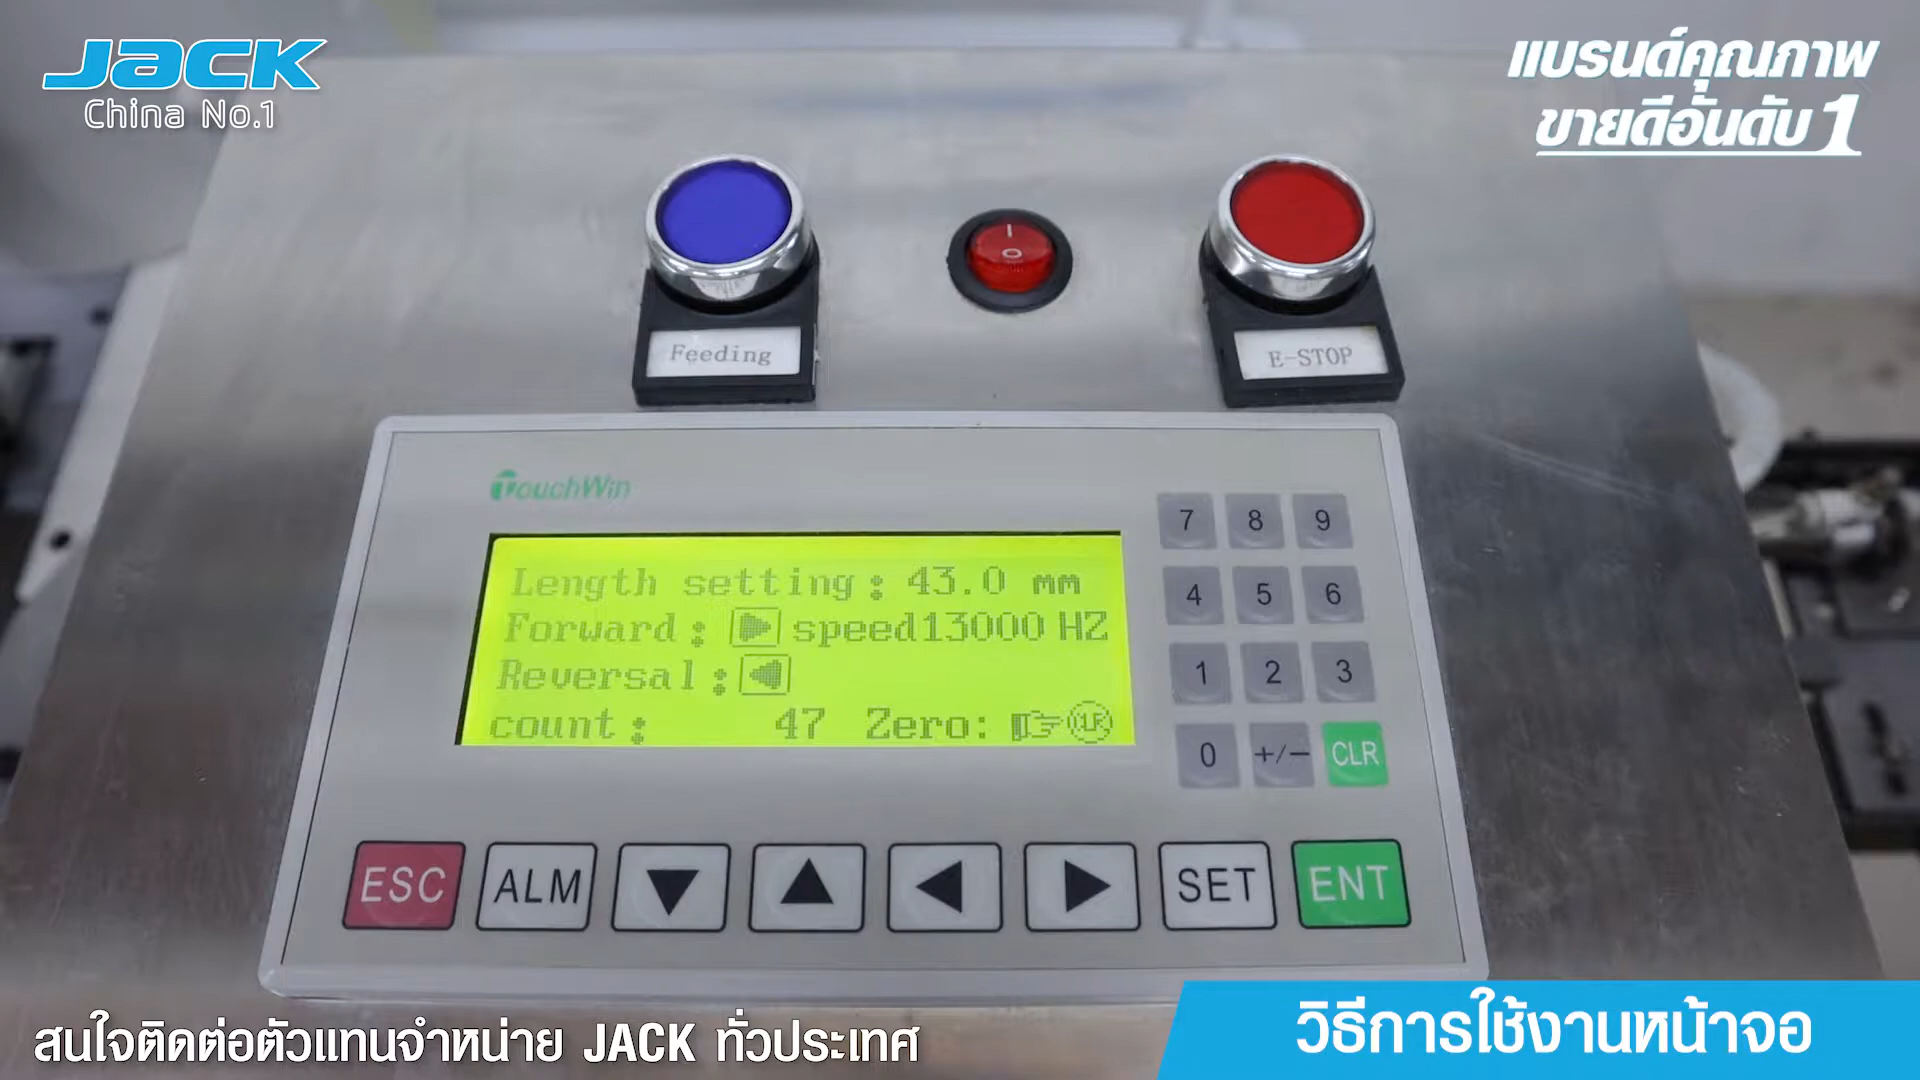 JACK
China No.1
แบรนด์คุณภาพ
ขายดีอันดับ 1
I
O
Feeding
E-STOP
TouchWin
Length setting: 43.0 mm
Forward: speed13000 HZ
Reversal:
count: 47 Zero: CLR
7 8 9
4 5 6
1 2 3
0 +/- CLR
ESC ALM SET ENT
สนใจติดต่อตัวแทนจำหน่าย JACK ทั่วประเทศ
วิธีการใช้งานหน้าจอ